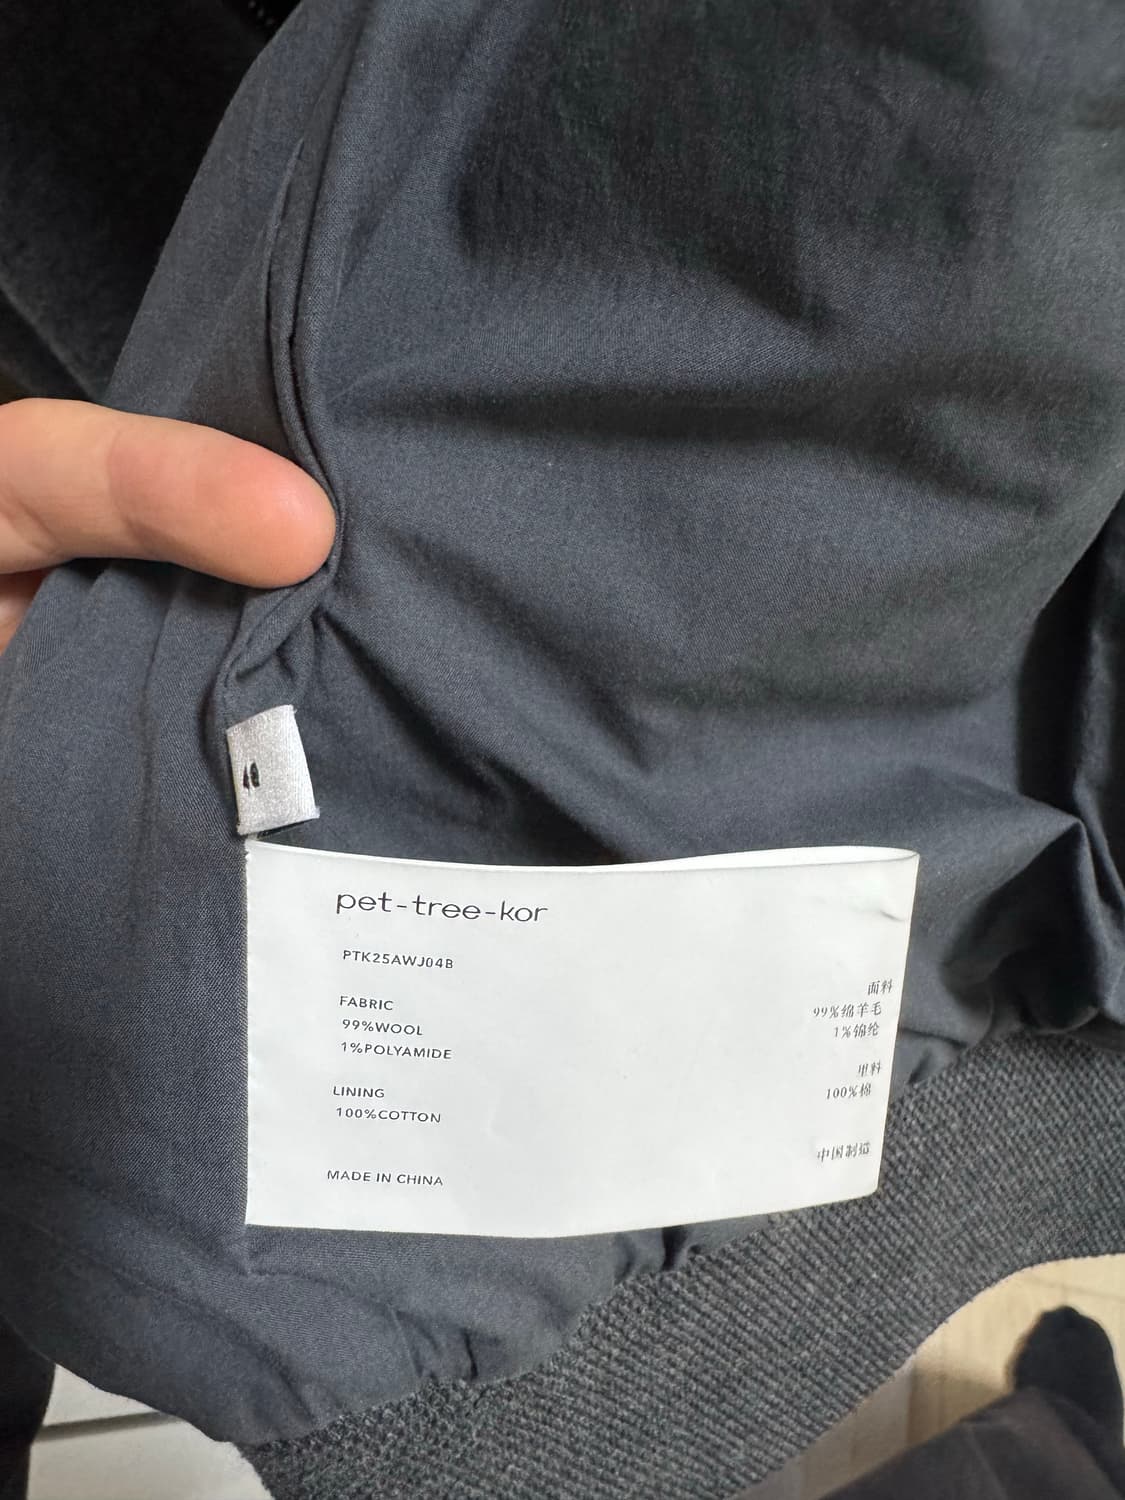 pet-tree-kor
PTK25AWJ04B
FABRIC
99%WOOL
1%POLYAMIDE
LINING
100%COTTON
MADE IN CHINA
面料
99%绵羊毛
1%锦纶
里料
100%棉
中国制造